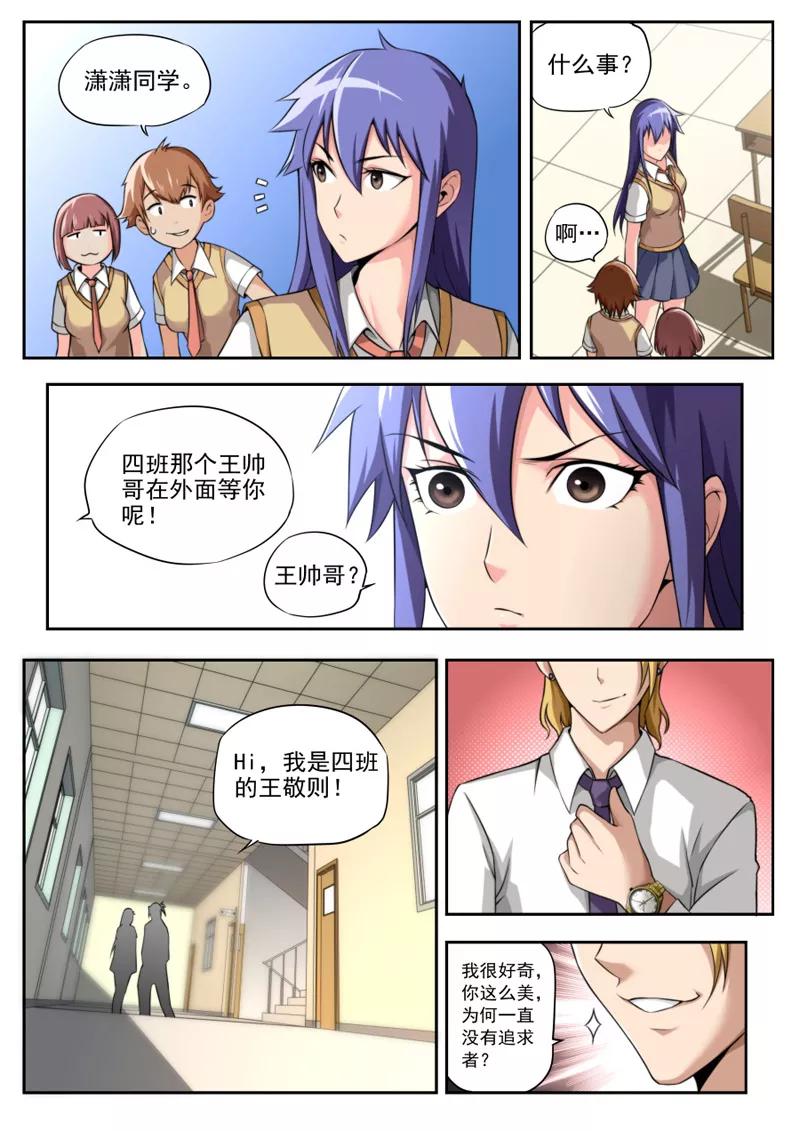 潇潇同学。
什么事？
啊…
四班那个王帅
哥在外面等你
呢！
王帅哥？
Hi，我是四班
的王敬则！
我很好奇，
你这么美，
为何一直
没有追求
者？